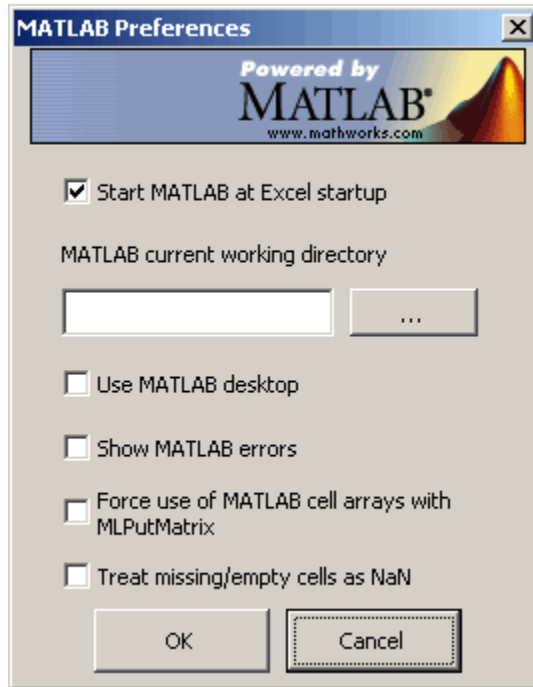 MATLAB Preferences
Powered by
MATLAB®
www.mathworks.com
Start MATLAB at Excel startup
MATLAB current working directory
...
Use MATLAB desktop
Show MATLAB errors
Force use of MATLAB cell arrays with
MLPutMatrix
Treat missing/empty cells as NaN
OK Cancel